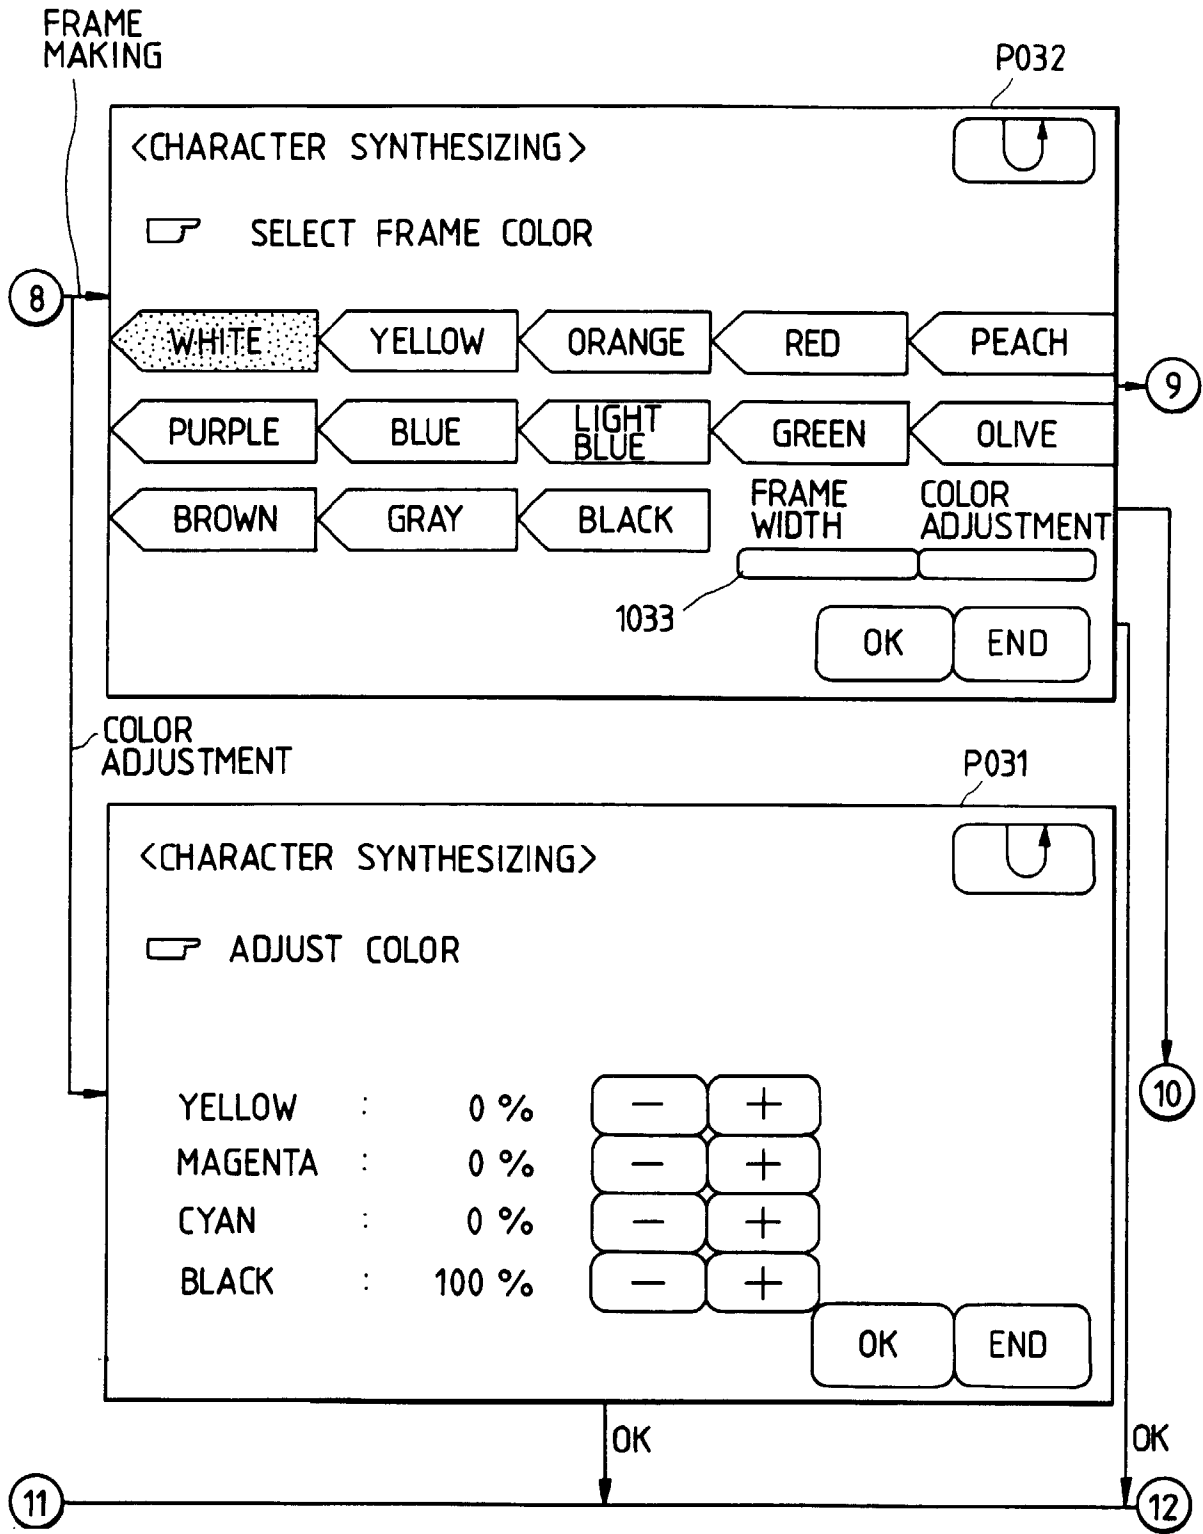 FRAME
MAKING
P032
<CHARACTER SYNTHESIZING>
SELECT FRAME COLOR
8
WHITE YELLOW ORANGE RED PEACH
9
PURPLE BLUE LIGHT BLUE GREEN OLIVE
BROWN GRAY BLACK
FRAME WIDTH
COLOR ADJUSTMENT
1033
OK END
COLOR
ADJUSTMENT
P031
<CHARACTER SYNTHESIZING>
ADJUST COLOR
YELLOW : 0 % − +
MAGENTA : 0 % − +
CYAN : 0 % − +
BLACK : 100 % − +
10
OK END
OK
OK
11
12